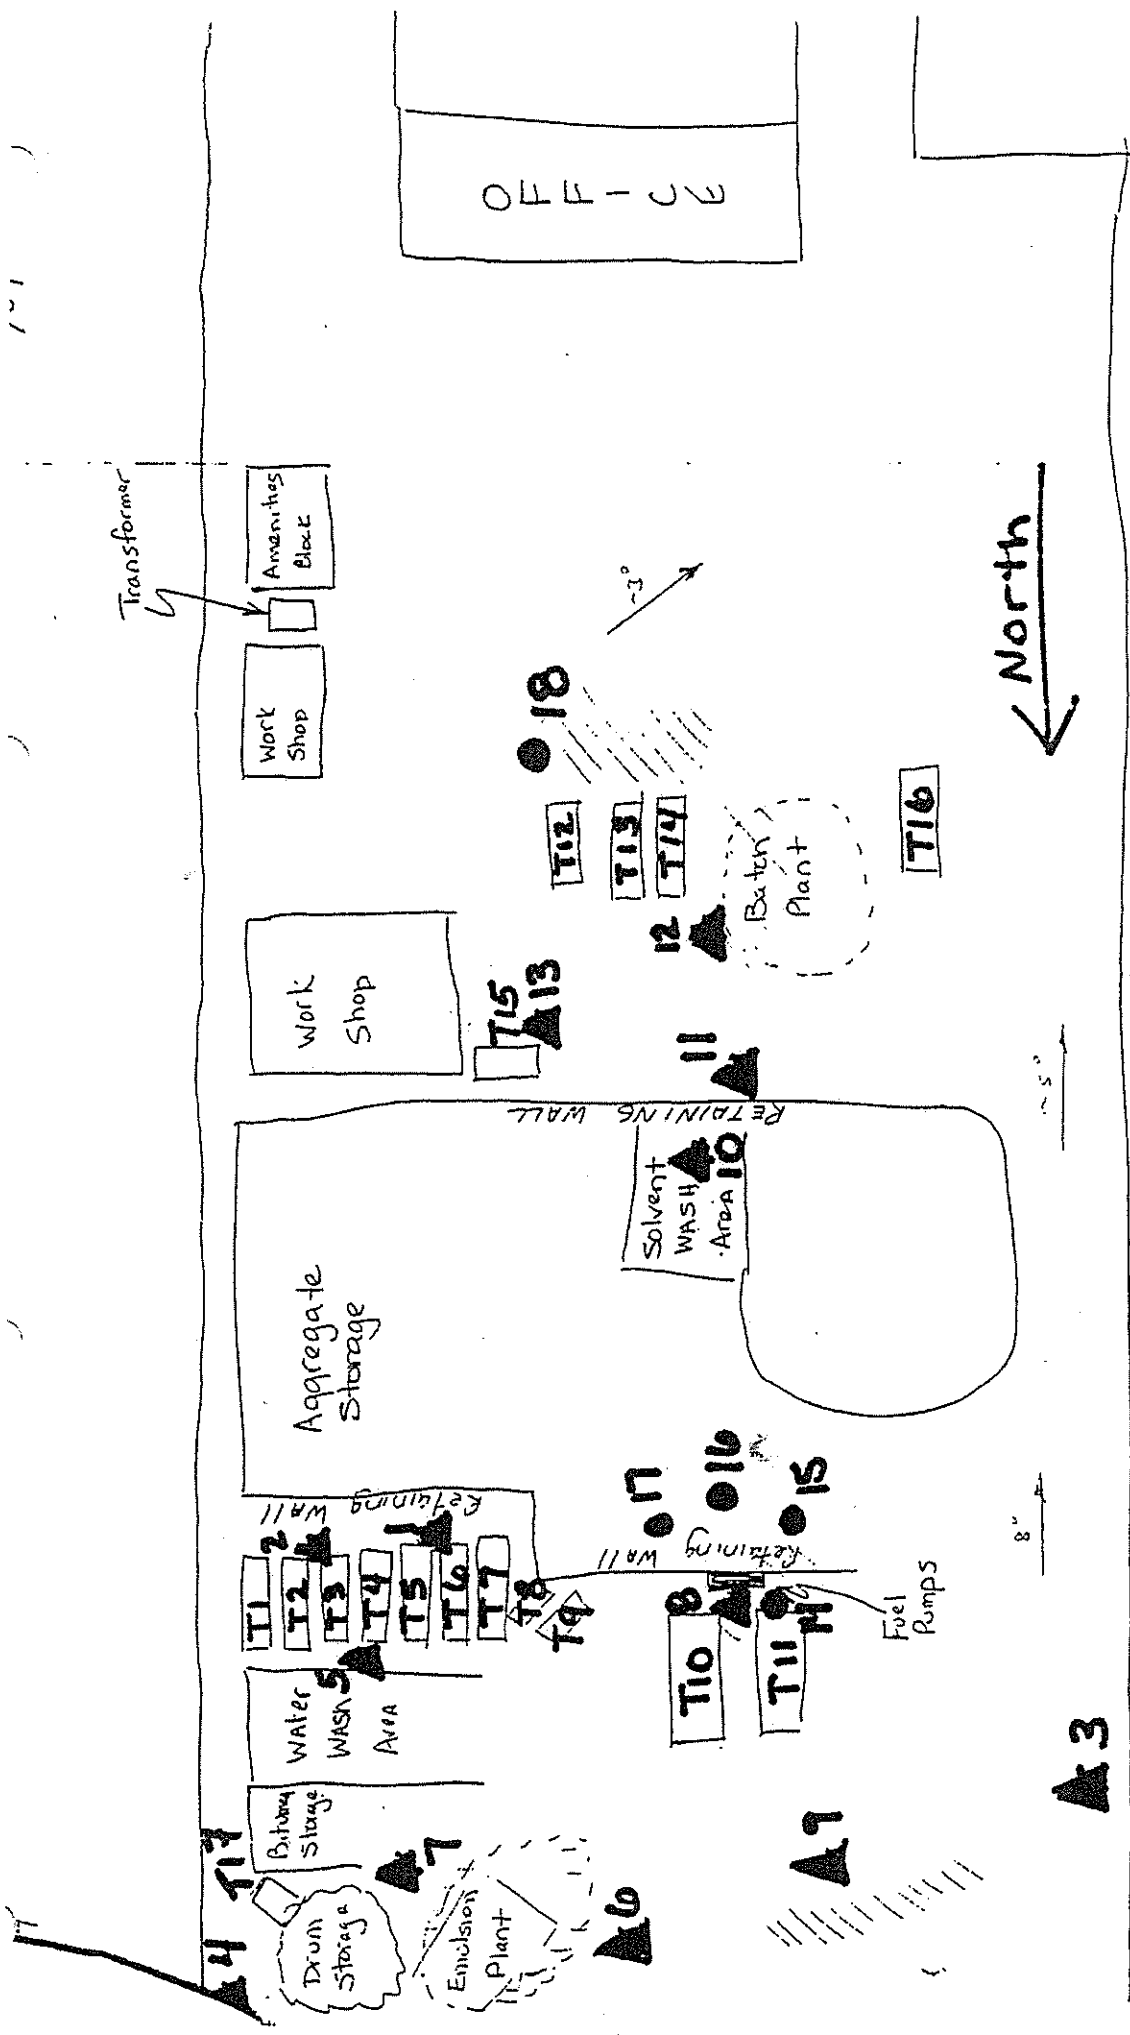 OFFICE
Transformer
Amenities
Block
Work
Shop
~3°
18
North
T12
T13
T14
T16
Batch
Plant
12
Work
Shop
T15
13
11
RETAINING WALL
~5°
Solvent
WASH
Area
10
Aggregate
Storage
17
16
15
Retaining Wall
Retaining Wall
8°
2
1
T1
T2
T3
T4
T5
T6
T7
T8
T9
8
14
Fuel
Pumps
T10
T11
Water
WASH
Area
5
3
Bitumen
Storage
T17
7
9
4
Drum
Storage
Emulsion
Plant
6